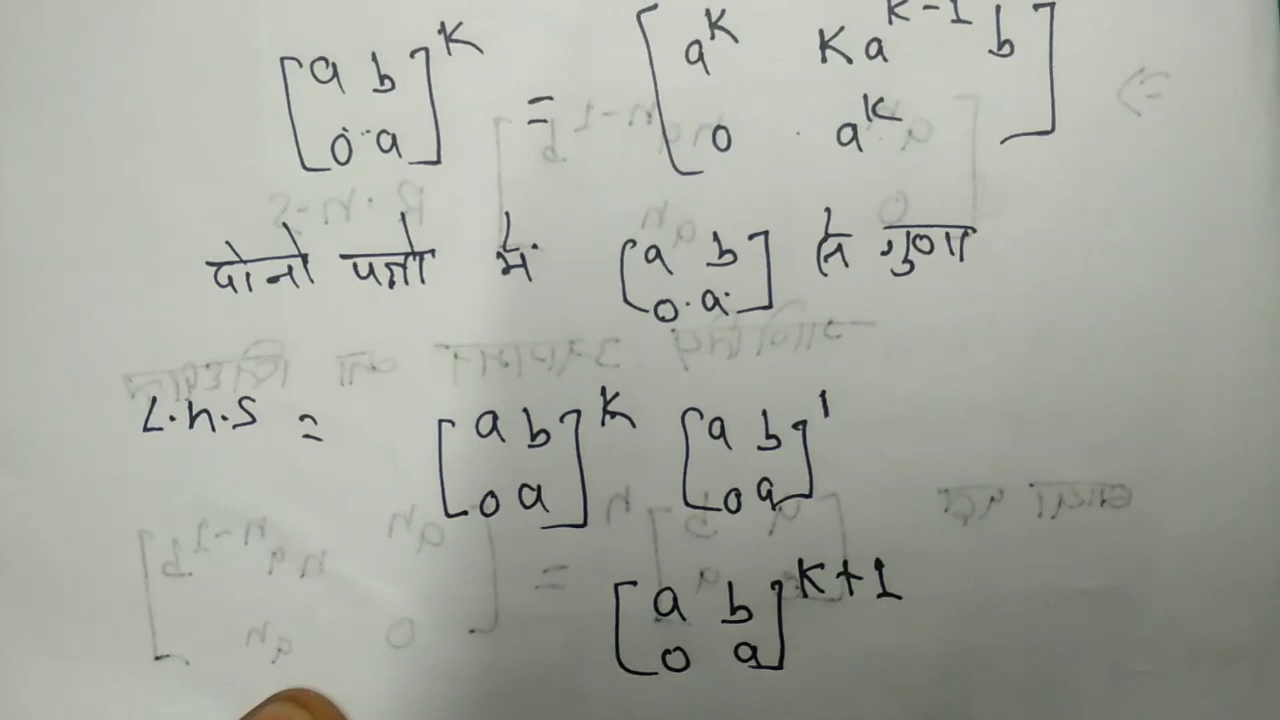 [a b 0 a]^K = [a^K Ka^{K-1}b 0 a^K]
दोनो पक्षो में [a b 0 a] से गुणा
L.H.S = [a b 0 a]^K [a b 0 a]^1
[a b 0 a]^{K+1}